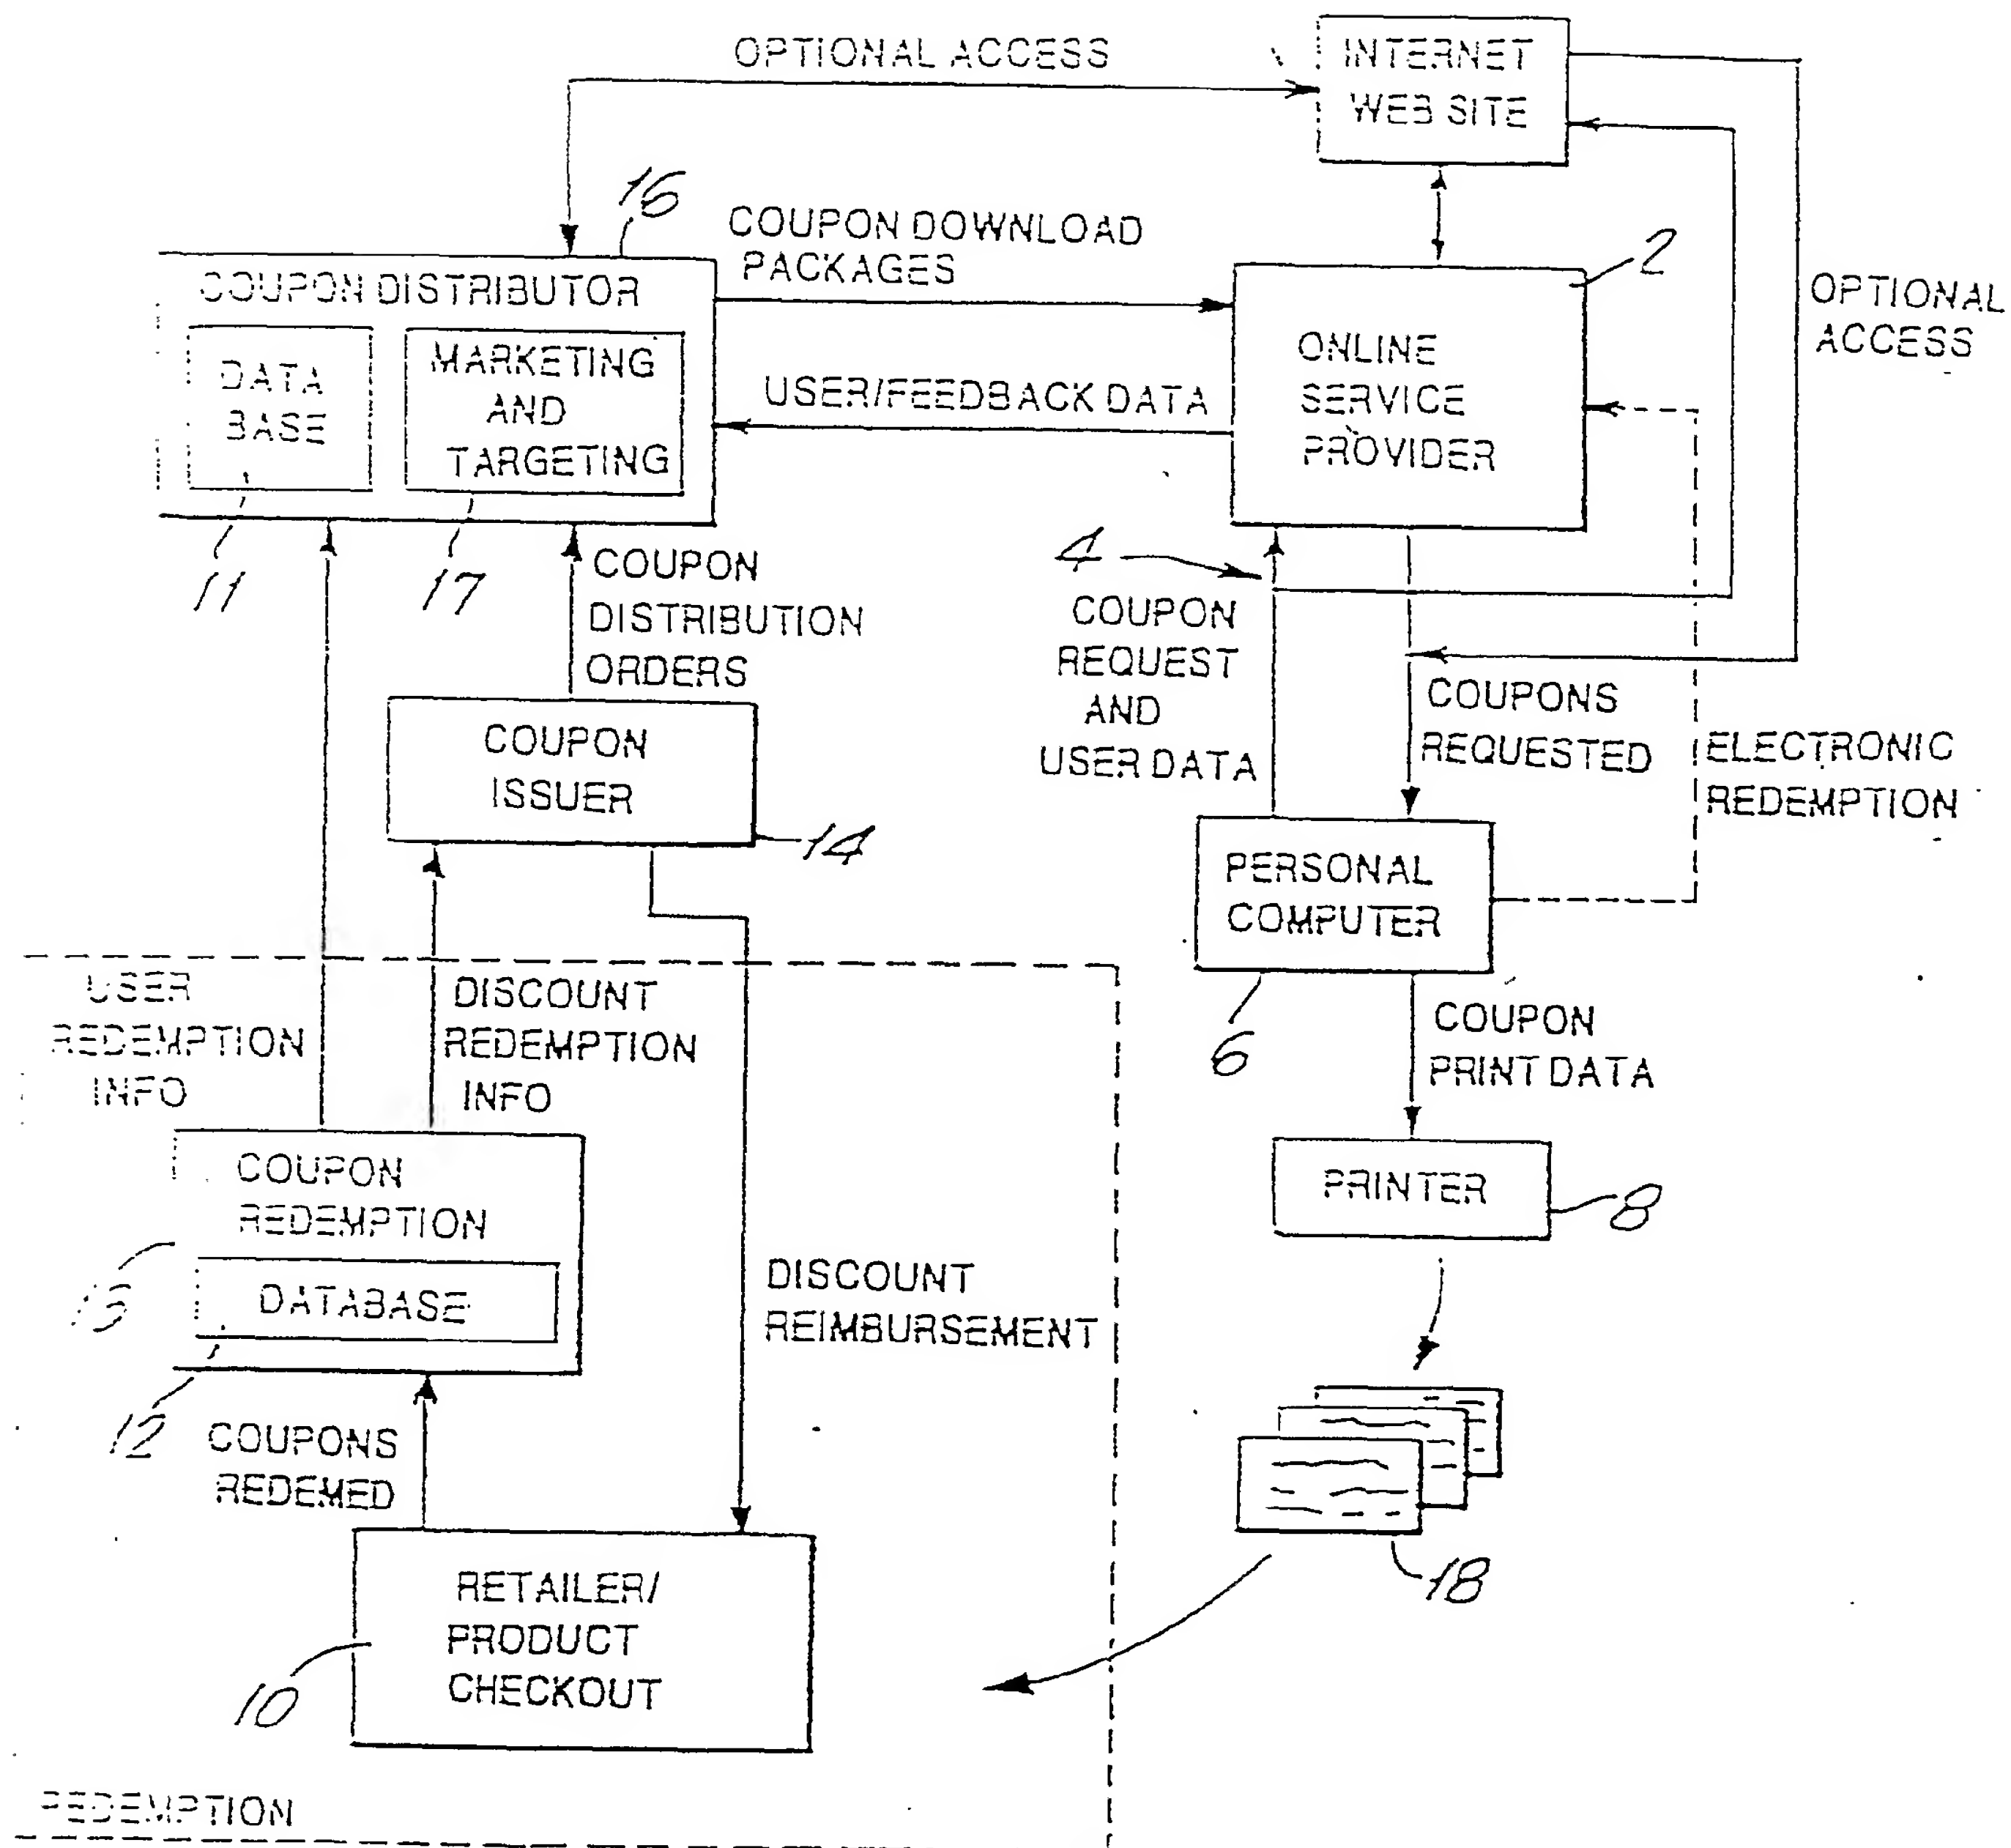 OPTIONAL ACCESS
INTERNET
WEB SITE
16
COUPON DOWNLOAD
PACKAGES
2
OPTIONAL
ACCESS
COUPON DISTRIBUTOR
DATA
BASE
MARKETING
AND
TARGETING
USER/FEEDBACK DATA
ONLINE
SERVICE
PROVIDER
11
17
COUPON
DISTRIBUTION
ORDERS
4
COUPON
REQUEST
AND
USER DATA
COUPONS
REQUESTED
ELECTRONIC
REDEMPTION
COUPON
ISSUER
14
PERSONAL
COMPUTER
6
USER
REDEMPTION
INFO
DISCOUNT
REDEMPTION
INFO
COUPON
PRINT DATA
COUPON
REDEMPTION
DATABASE
12
PRINTER
8
DISCOUNT
REIMBURSEMENT
COUPONS
REDEMED
18
RETAILER/
PRODUCT
CHECKOUT
10
REDEMPTION